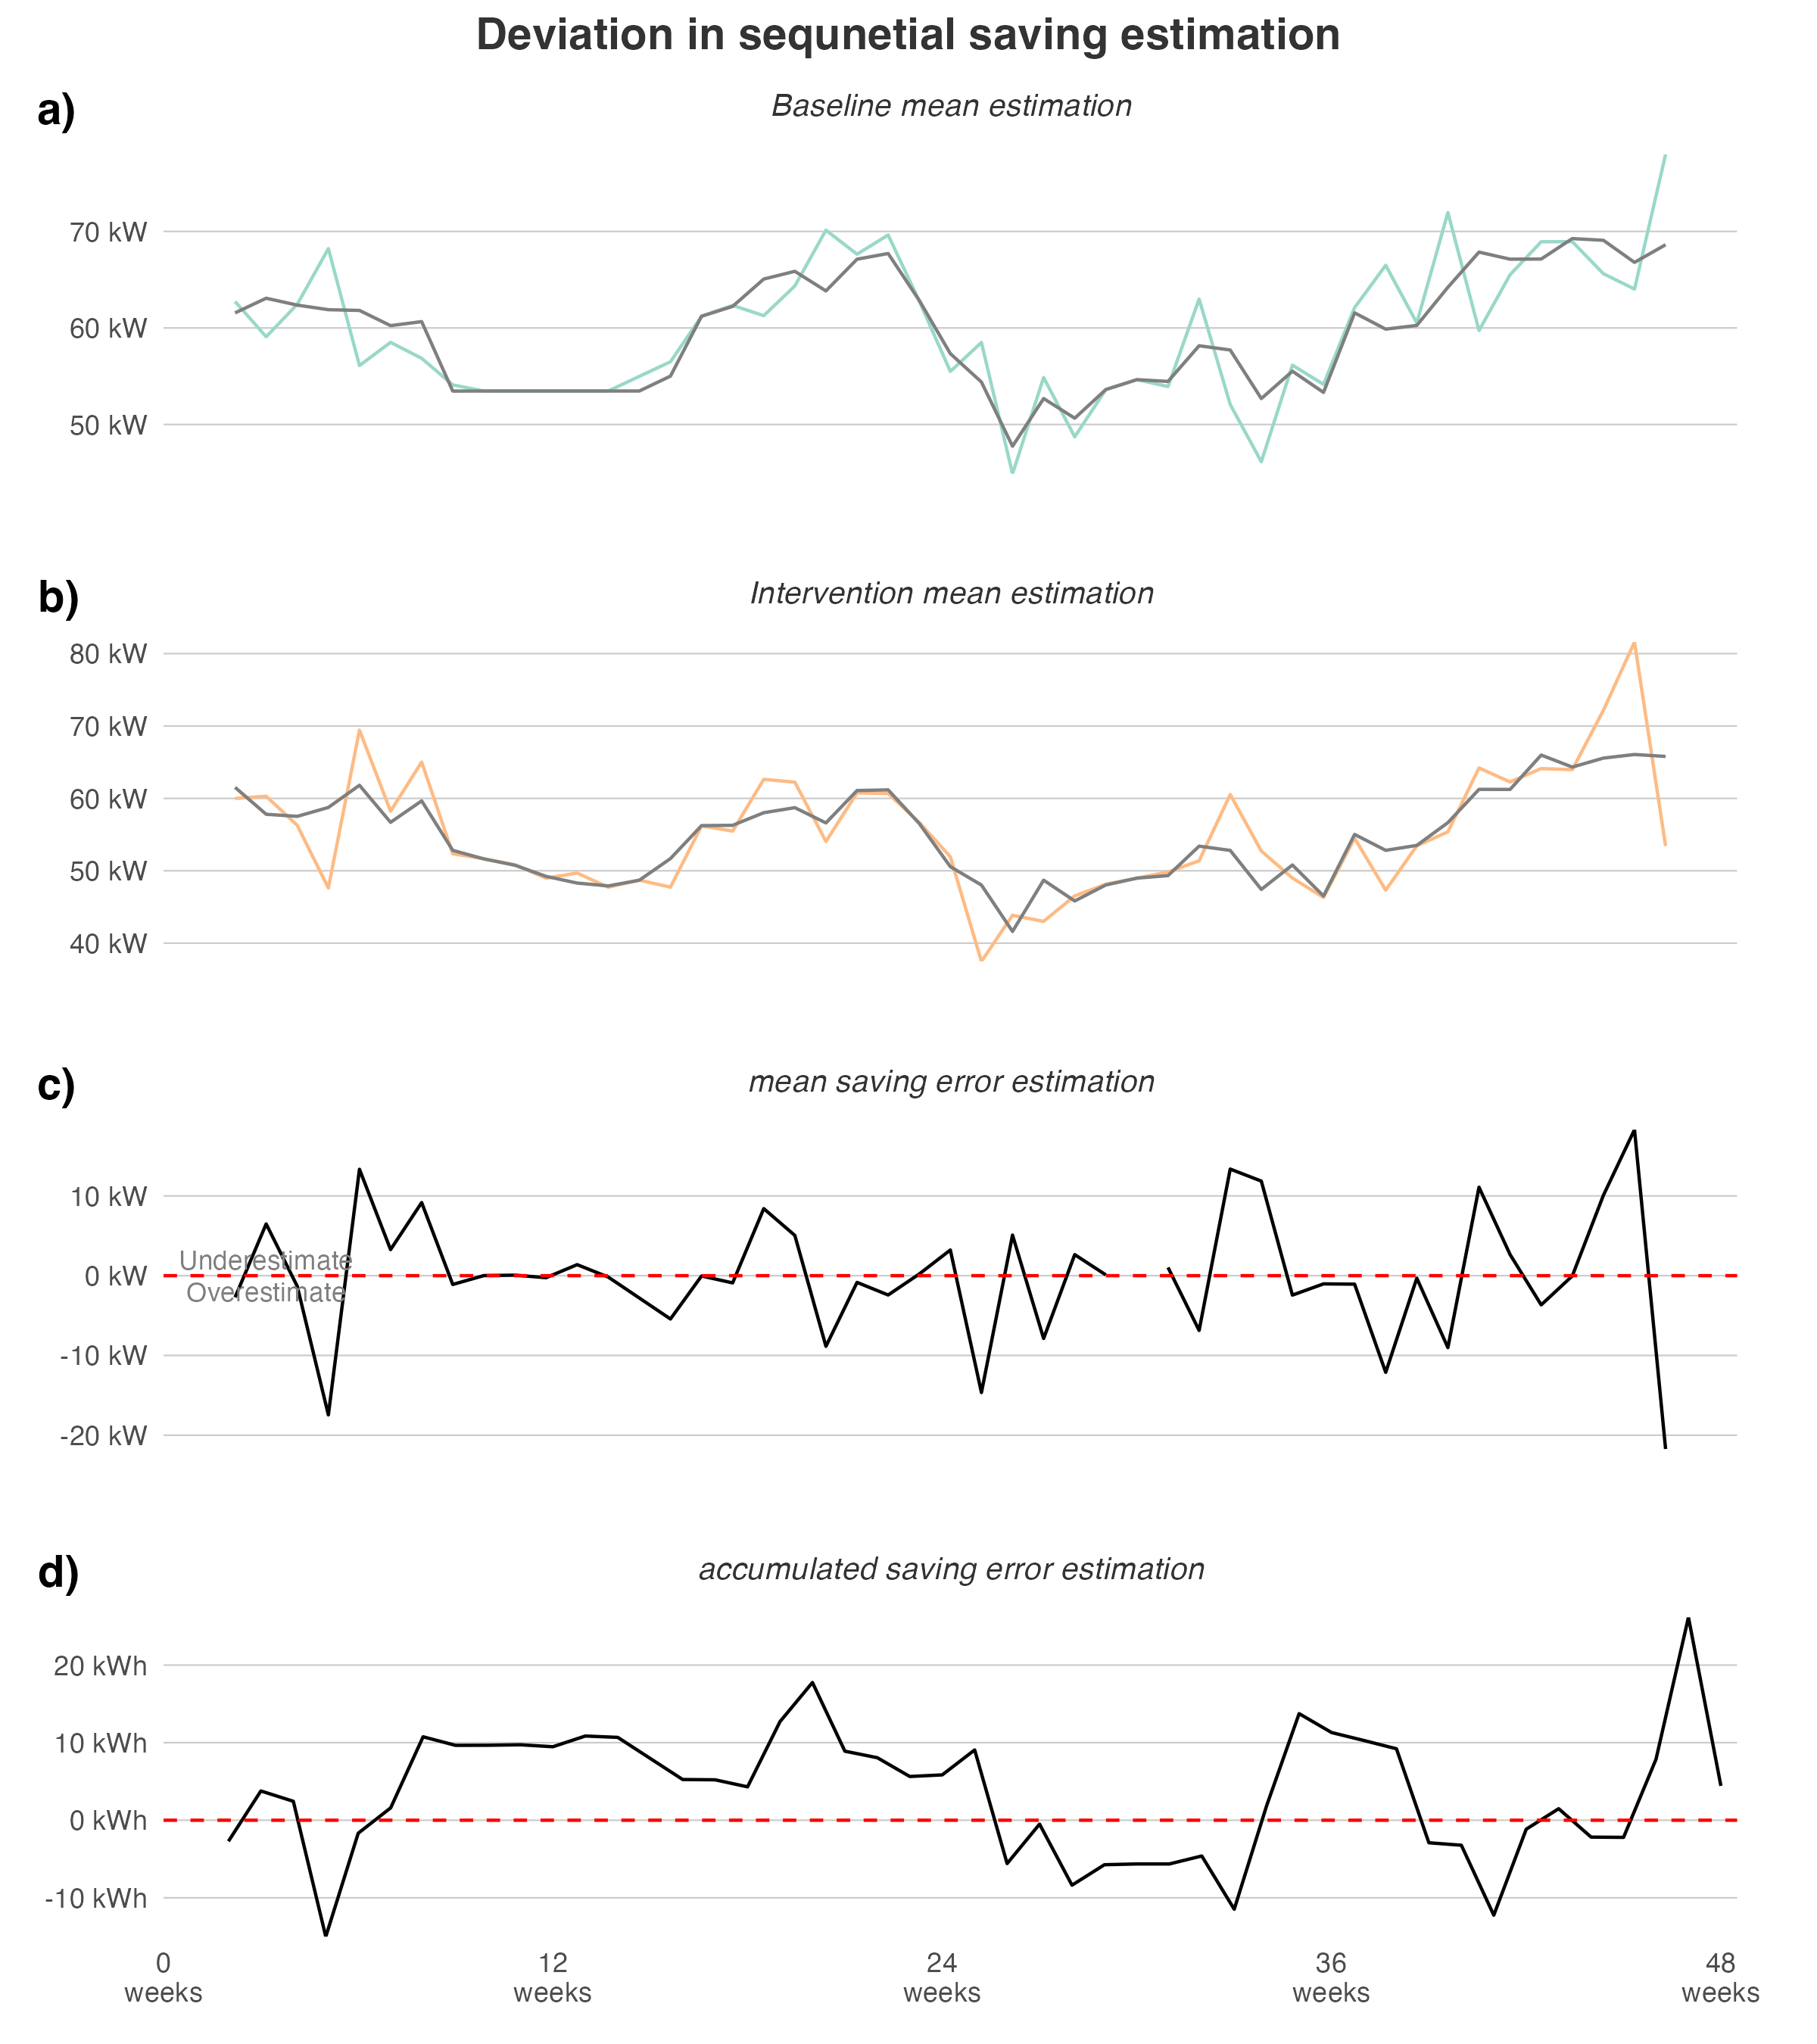 Deviation in sequnetial saving estimation
a)
Baseline mean estimation
70 kW
60 kW
50 kW
b)
Intervention mean estimation
80 kW
70 kW
60 kW
50 kW
40 kW
c)
mean saving error estimation
10 kW
Underestimate
0 kW
Overestimate
-10 kW
-20 kW
d)
accumulated saving error estimation
20 kWh
10 kWh
0 kWh
-10 kWh
0 12 24 36 48
weeks weeks weeks weeks weeks